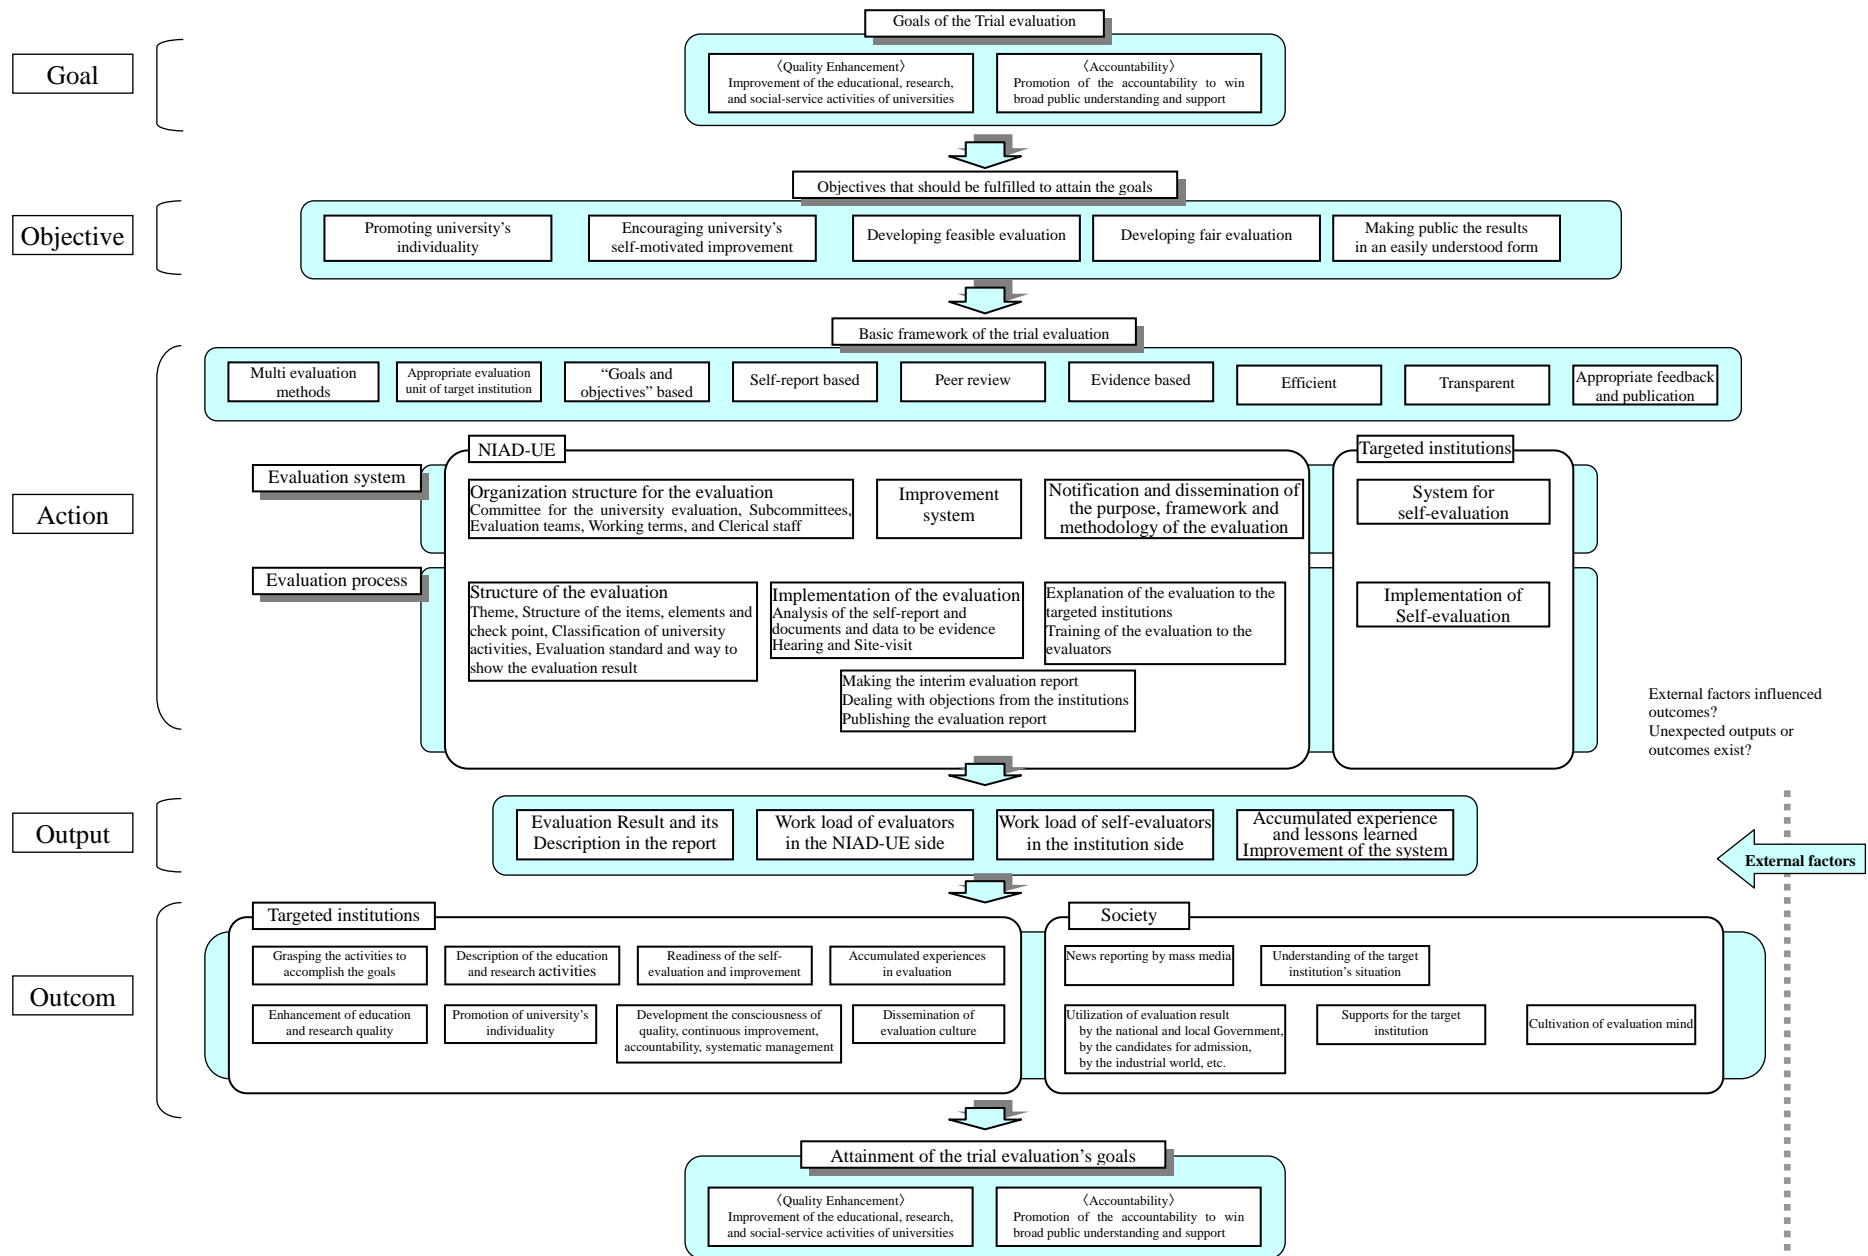 Goals of the Trial evaluation
Goal
〈Quality Enhancement〉
Improvement of the educational, research,
and social-service activities of universities
〈Accountability〉
Promotion of the accountability to win
broad public understanding and support
Objectives that should be fulfilled to attain the goals
Objective
Promoting university's
individuality
Encouraging university's
self-motivated improvement
Developing feasible evaluation
Developing fair evaluation
Making public the results
in an easily understood form
Basic framework of the trial evaluation
Multi evaluation
methods
Appropriate evaluation
unit of target institution
“Goals and
objectives” based
Self-report based
Peer review
Evidence based
Efficient
Transparent
Appropriate feedback
and publication
Action
NIAD-UE
Targeted institutions
Evaluation system
Organization structure for the evaluation
Committee for the university evaluation, Subcommittees,
Evaluation teams, Working terms, and Clerical staff
Improvement
system
Notification and dissemination of
the purpose, framework and
methodology of the evaluation
System for
self-evaluation
Evaluation process
Structure of the evaluation
Theme, Structure of the items, elements and
check point, Classification of university
activities, Evaluation standard and way to
show the evaluation result
Implementation of the evaluation
Analysis of the self-report and
documents and data to be evidence
Hearing and Site-visit
Explanation of the evaluation to the
targeted institutions
Training of the evaluation to the
evaluators
Implementation of
Self-evaluation
Making the interim evaluation report
Dealing with objections from the institutions
Publishing the evaluation report
External factors influenced
outcomes?
Unexpected outputs or
outcomes exist?
Output
Evaluation Result and its
Description in the report
Work load of evaluators
in the NIAD-UE side
Work load of self-evaluators
in the institution side
Accumulated experience
and lessons learned
Improvement of the system
External factors
Outcom
Targeted institutions
Grasping the activities to
accomplish the goals
Description of the education
and research activities
Readiness of the self-
evaluation and improvement
Accumulated experiences
in evaluation
Enhancement of education
and research quality
Promotion of university's
individuality
Development the consciousness of
quality, continuous improvement,
accountability, systematic management
Dissemination of
evaluation culture
Society
News reporting by mass media
Understanding of the target
institution's situation
Utilization of evaluation result
by the national and local Government,
by the candidates for admission,
by the industrial world, etc.
Supports for the target
institution
Cultivation of evaluation mind
Attainment of the trial evaluation's goals
〈Quality Enhancement〉
Improvement of the educational, research,
and social-service activities of universities
〈Accountability〉
Promotion of the accountability to win
broad public understanding and support